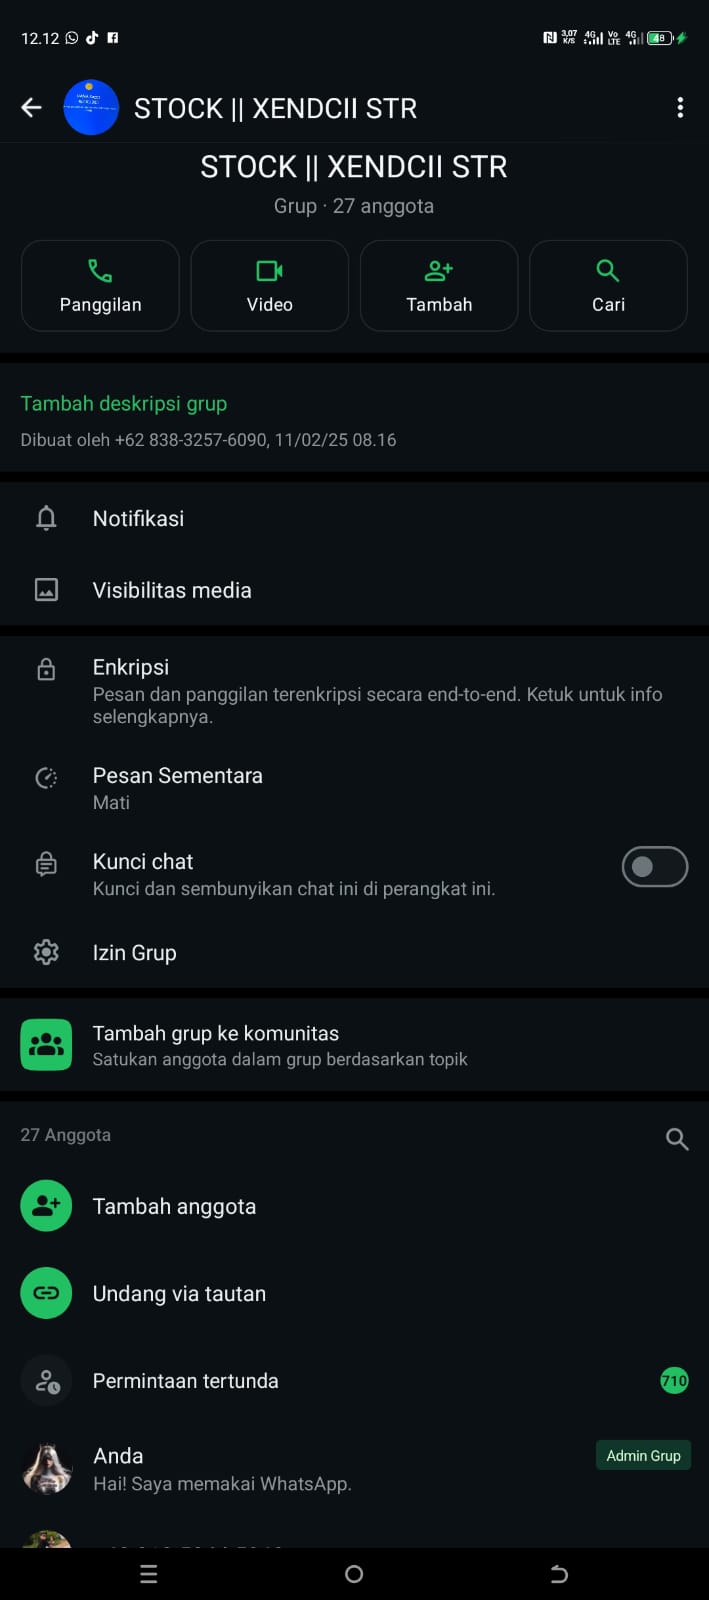 12.12
3,07
K/S
4G
Vo
LTE
4G
48
STOCK || XENDCII STR
STOCK || XENDCII STR
Grup · 27 anggota
Panggilan
Video
Tambah
Cari
Tambah deskripsi grup
Dibuat oleh +62 838-3257-6090, 11/02/25 08.16
Notifikasi
Visibilitas media
Enkripsi
Pesan dan panggilan terenkripsi secara end-to-end. Ketuk untuk info
selengkapnya.
Pesan Sementara
Mati
Kunci chat
Kunci dan sembunyikan chat ini di perangkat ini.
Izin Grup
Tambah grup ke komunitas
Satukan anggota dalam grup berdasarkan topik
27 Anggota
Tambah anggota
Undang via tautan
Permintaan tertunda
710
Anda
Admin Grup
Hai! Saya memakai WhatsApp.